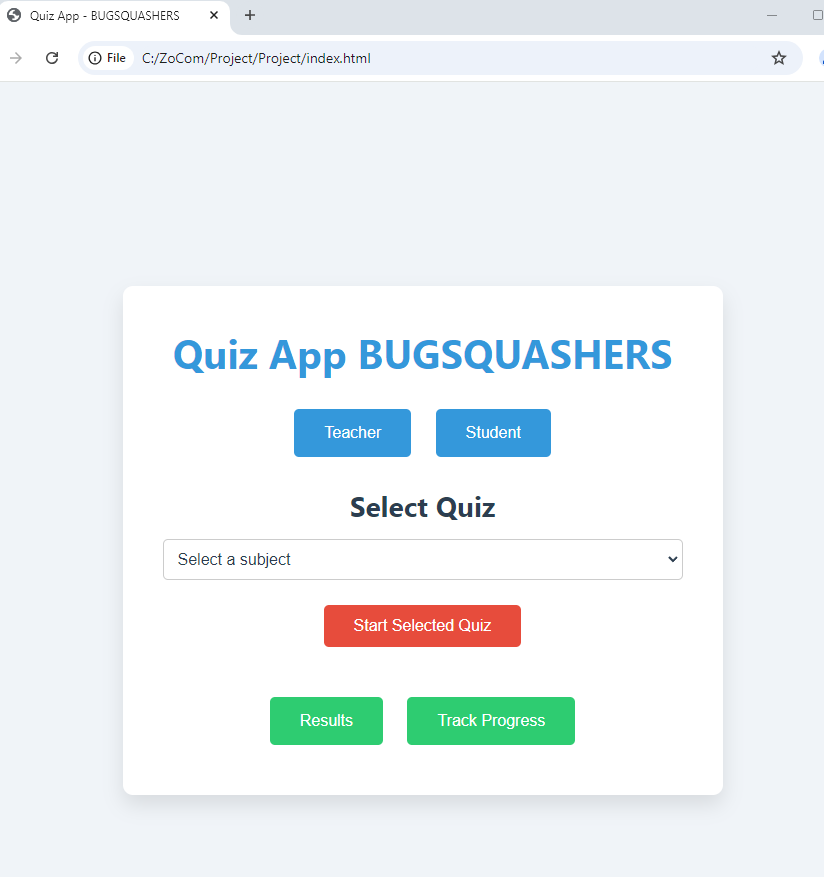 Quiz App - BUGSQUASHERS
File C:/ZoCom/Project/Project/index.html
Quiz App BUGSQUASHERS
Teacher Student
Select Quiz
Select a subject
Start Selected Quiz
Results Track Progress